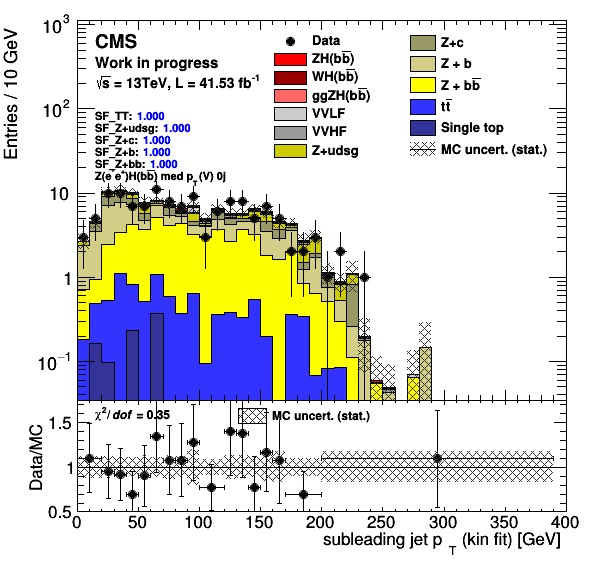 CMS
Work in progress
√s = 13TeV, L = 41.53 fb⁻¹
SF_TT: 1.000
SF_Z+udsg: 1.000
SF_Z+c: 1.000
SF_Z+b: 1.000
SF_Z+bb: 1.000
Z(e⁻e⁺)H(bb̅) med p_T(V) 0j
Data
ZH(bb̅)
WH(bb̅)
ggZH(bb̅)
VVLF
VVHF
Z+udsg
Z+c
Z + b
Z + bb̅
tt̅
Single top
MC uncert. (stat.)
Entries / 10 GeV
10³
10²
10
1
10⁻¹
χ²/dof = 0.35
MC uncert. (stat.)
Data/MC
1.5
1
0.5
0 50 100 150 200 250 300 350 400
subleading jet p_T (kin fit) [GeV]